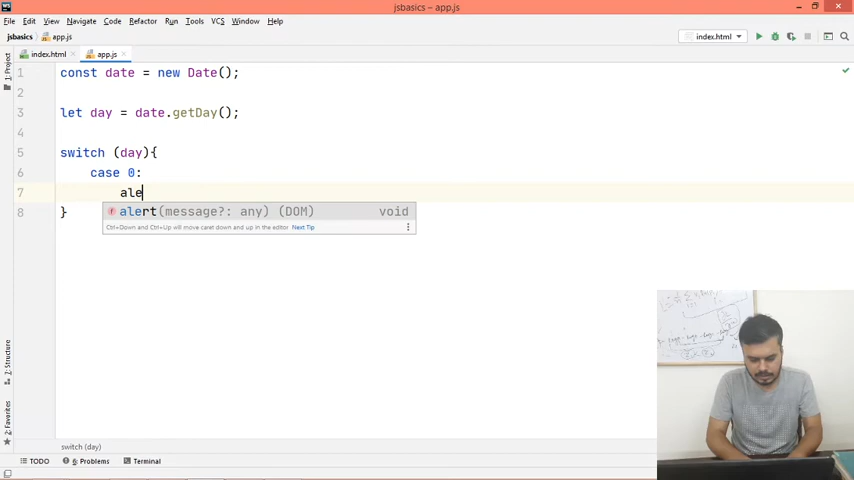 jsbasics – app.js
File Edit View Navigate Code Refactor Run Tools VCS Window Help
jsbasics app.js index.html
index.html app.js
1: Project
1 const date = new Date();
2
3 let day = date.getDay();
4
5 switch (day){
6 case 0:
7 ale
alert(message?: any) (DOM) void
8 }
Ctrl+Down and Ctrl+Up will move caret down and up in the editor Next Tip
7: Structure
2: Favorites
switch (day)
TODO 6: Problems Terminal